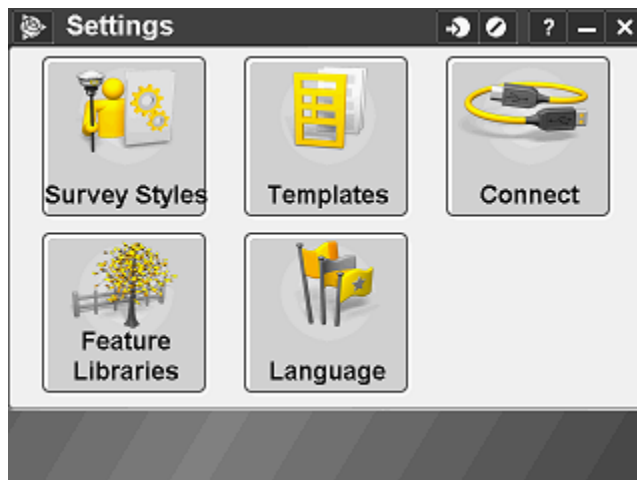 Settings
?
Survey Styles
Templates
Connect
Feature
Libraries
Language